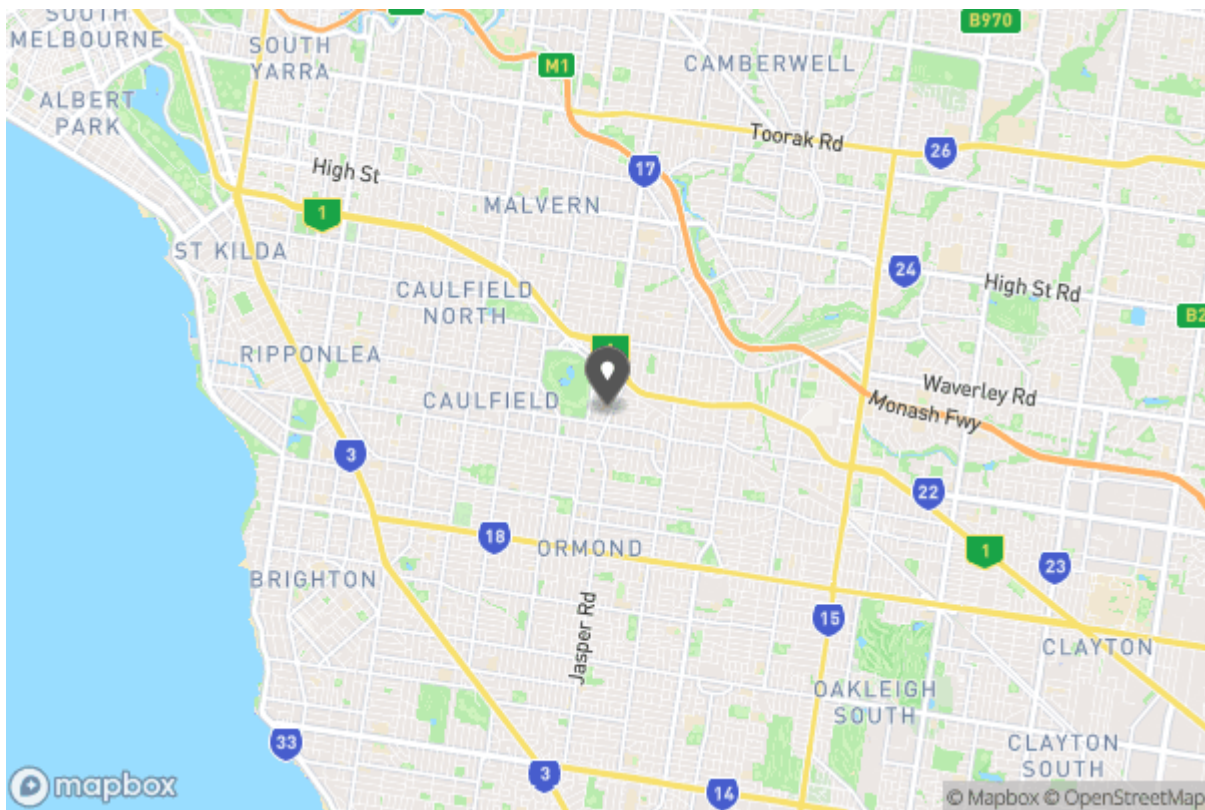 SOUTH
MELBOURNE
SOUTH
YARRA
B970
M1
CAMBERWELL
ALBERT
PARK
Toorak Rd
26
High St
17
1
MALVERN
ST KILDA
24
High St Rd
CAULFIELD
NORTH
B2
RIPPONLEA
Waverley Rd
CAULFIELD
Monash Fwy
3
22
18
ORMOND
1
23
BRIGHTON
Jasper Rd
15
CLAYTON
OAKLEIGH
SOUTH
33
CLAYTON
SOUTH
3
14
mapbox
© Mapbox © OpenStreetMap